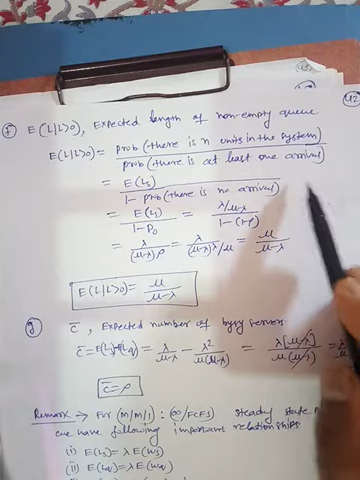 42
f) E(L|L>0), Expected length of non-empty queue
E(L|L>0) = prob(there is n units in the system) / prob(there is at least one arrival)
= E(Ls) / 1 - prob(there is no arrival)
= E(Ls) / 1-P0 = λ/μ-λ / 1-(1-ρ)
= λ / (μ-λ)ρ = λ / (μ-λ)λ/μ = μ / μ-λ
E(L|L>0) = μ / μ-λ
g) c̄, Expected number of busy servers
c̄ = E(Ls) - E(Lq) = λ / μ-λ - λ² / μ(μ-λ) = λ[μ-λ] / μ(μ-λ) = λ
c̄ = ρ
Remark → For (M/M/1) : ∞/FCFS) steady state
we have following important relationships
(i) E(Ls) = λ E(Ws)
(ii) E(Lq) = λ E(Wq)